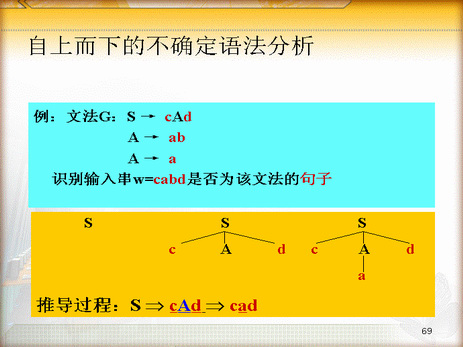 自上而下的不确定语法分析
例：文法G：S → cAd
A → ab
A → a
识别输入串w=cabd是否为该文法的句子
S S S
c A d c A d
a
推导过程：S ⇒ cAd ⇒ cad
69